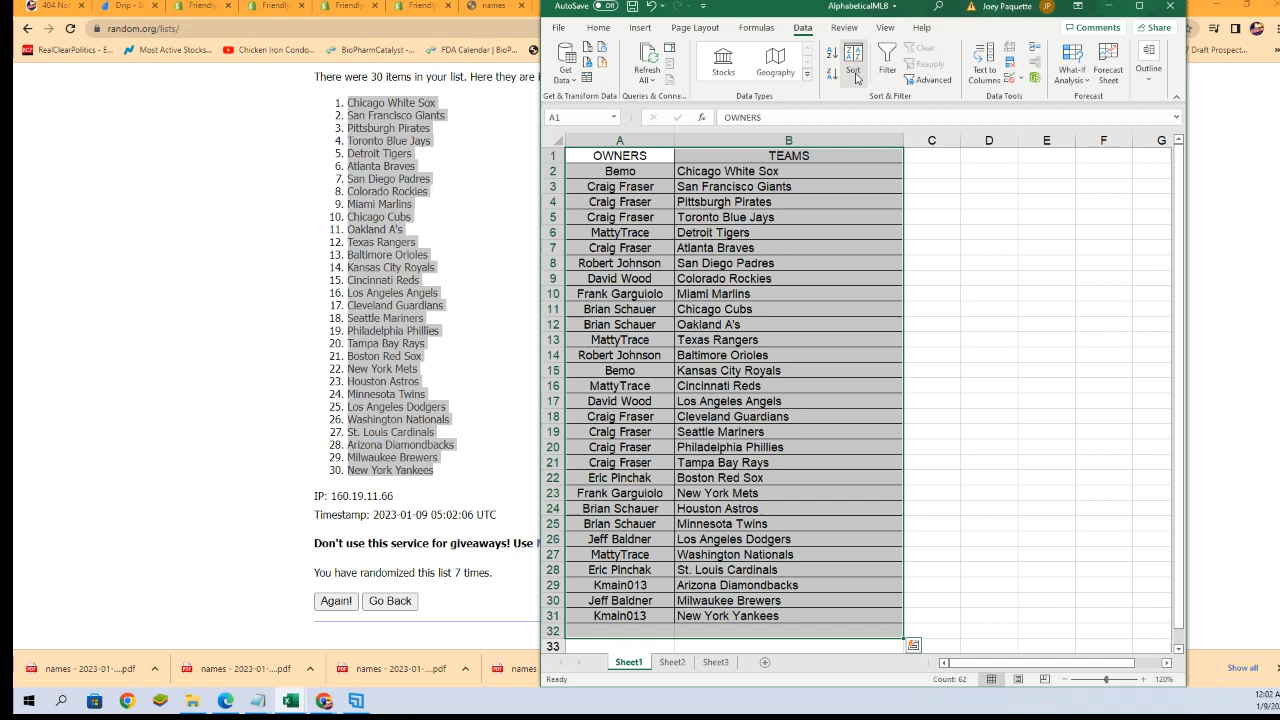 404 Not
Drip - Sl
Friendly
Friendly
Friendly
Friendly
names -
random.org/lists/
RealClearPolitics - E...
Most Active Stocks...
Chicken Iron Condo...
BioPharmCatalyst -...
FDA Calendar | Bio...
Draft Prospect...
There were 30 items in your list. Here they are i
1. Chicago White Sox
2. San Francisco Giants
3. Pittsburgh Pirates
4. Toronto Blue Jays
5. Detroit Tigers
6. Atlanta Braves
7. San Diego Padres
8. Colorado Rockies
9. Miami Marlins
10. Chicago Cubs
11. Oakland A's
12. Texas Rangers
13. Baltimore Orioles
14. Kansas City Royals
15. Cincinnati Reds
16. Los Angeles Angels
17. Cleveland Guardians
18. Seattle Mariners
19. Philadelphia Phillies
20. Tampa Bay Rays
21. Boston Red Sox
22. New York Mets
23. Houston Astros
24. Minnesota Twins
25. Los Angeles Dodgers
26. Washington Nationals
27. St. Louis Cardinals
28. Arizona Diamondbacks
29. Milwaukee Brewers
30. New York Yankees
IP: 160.19.11.66
Timestamp: 2023-01-09 05:02:06 UTC
Don't use this service for giveaways! Use
You have randomized this list 7 times.
Again! Go Back
AutoSave Off AlphabeticalMLB Joey Paquette JP
File Home Insert Page Layout Formulas Data Review View Help Comments Share
Get Data Refresh All Stocks Geography Sort Filter Clear Reapply Advanced Text to Columns What-If Analysis Forecast Sheet Outline
Get & Transform Data Queries & Conne... Data Types Sort & Filter Data Tools Forecast
A1 OWNERS
A B C D E F G
1 OWNERS TEAMS
2 Bemo Chicago White Sox
3 Craig Fraser San Francisco Giants
4 Craig Fraser Pittsburgh Pirates
5 Craig Fraser Toronto Blue Jays
6 MattyTrace Detroit Tigers
7 Craig Fraser Atlanta Braves
8 Robert Johnson San Diego Padres
9 David Wood Colorado Rockies
10 Frank Garguiolo Miami Marlins
11 Brian Schauer Chicago Cubs
12 Brian Schauer Oakland A's
13 MattyTrace Texas Rangers
14 Robert Johnson Baltimore Orioles
15 Bemo Kansas City Royals
16 MattyTrace Cincinnati Reds
17 David Wood Los Angeles Angels
18 Craig Fraser Cleveland Guardians
19 Craig Fraser Seattle Mariners
20 Craig Fraser Philadelphia Phillies
21 Craig Fraser Tampa Bay Rays
22 Eric Pinchak Boston Red Sox
23 Frank Garguiolo New York Mets
24 Brian Schauer Houston Astros
25 Brian Schauer Minnesota Twins
26 Jeff Baldner Los Angeles Dodgers
27 MattyTrace Washington Nationals
28 Eric Pinchak St. Louis Cardinals
29 Kmain013 Arizona Diamondbacks
30 Jeff Baldner Milwaukee Brewers
31 Kmain013 New York Yankees
32
33
Sheet1 Sheet2 Sheet3
Ready Count: 62 120%
names - 2023-01-....pdf
names - 2023-01-....pdf
names - 2023-01-....pdf
Show all
12:02 A
1/9/20